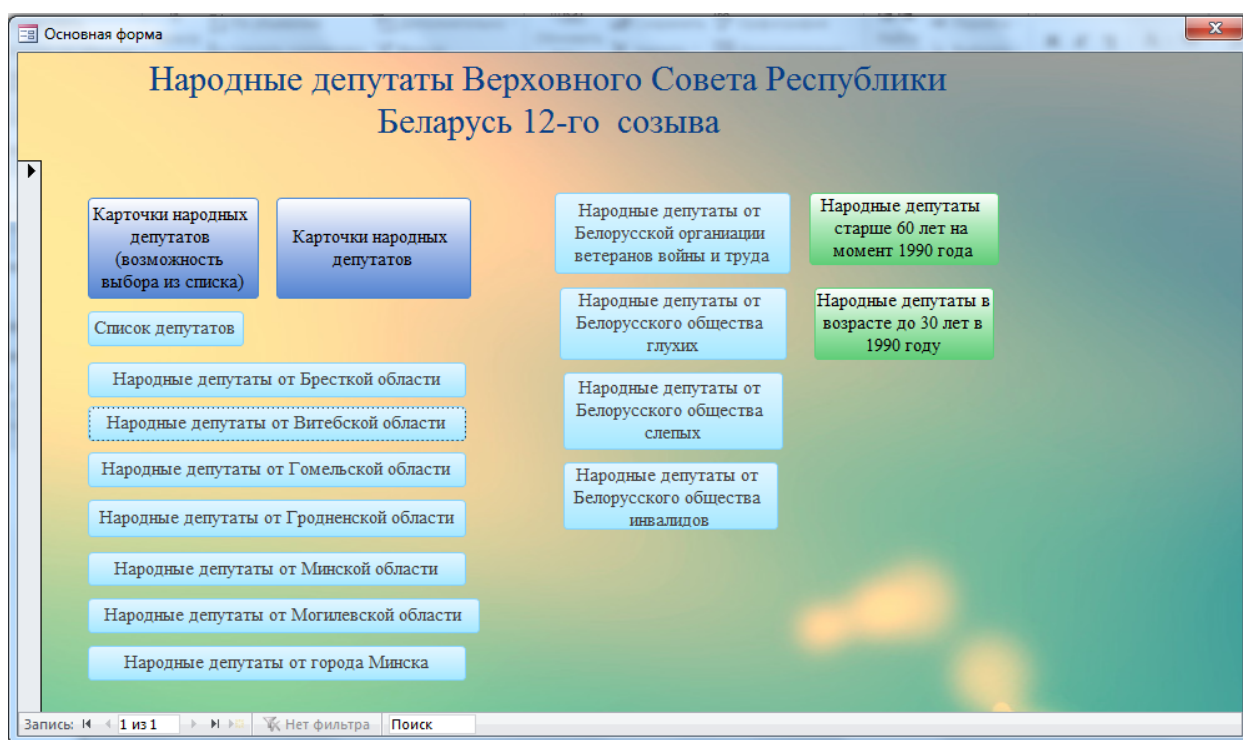 Основная форма
Народные депутаты Верховного Совета Республики
Беларусь 12-го созыва
Карточки народных
депутатов
(возможность
выбора из списка)
Карточки народных
депутатов
Список депутатов
Народные депутаты от Бресткой области
Народные депутаты от Витебской области
Народные депутаты от Гомельской области
Народные депутаты от Гродненской области
Народные депутаты от Минской области
Народные депутаты от Могилевской области
Народные депутаты от города Минска
Народные депутаты от
Белорусской органиации
ветеранов войны и труда
Народные депутаты от
Белорусского общества
глухих
Народные депутаты от
Белорусского общества
слепых
Народные депутаты от
Белорусского общества
инвалидов
Народные депутаты
старше 60 лет на
момент 1990 года
Народные депутаты в
возрасте до 30 лет в
1990 году
Запись: 1 из 1 Нет фильтра Поиск